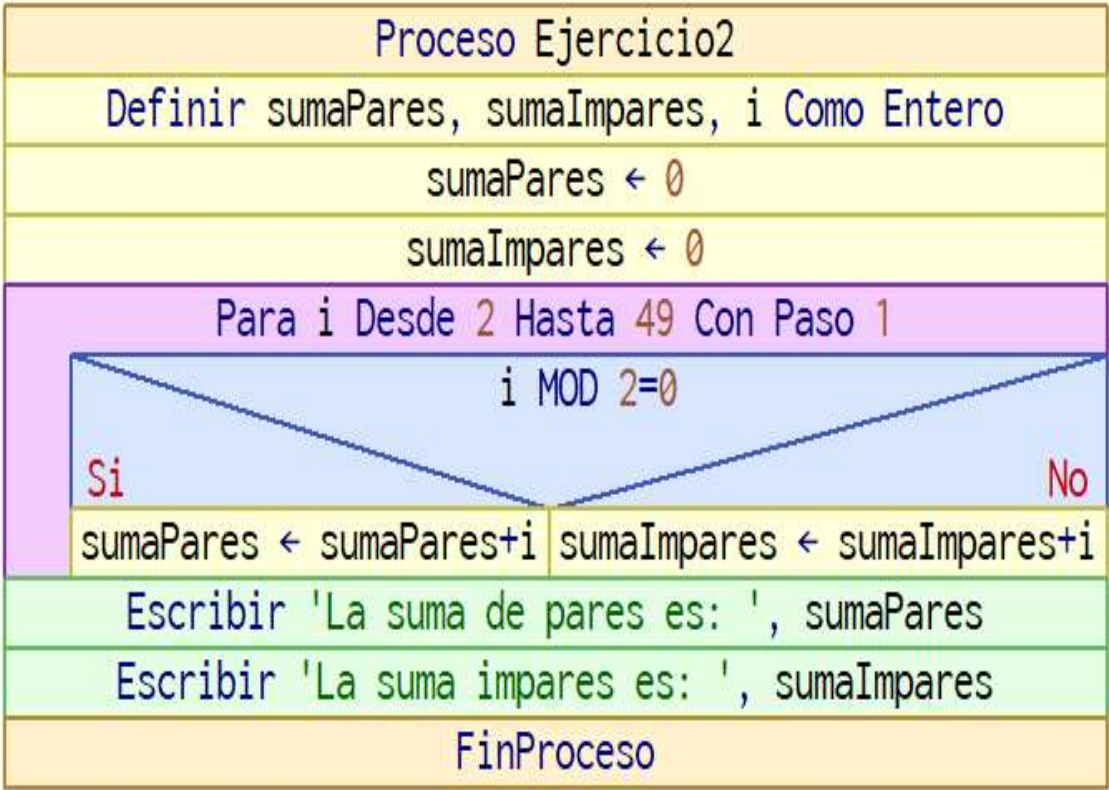 Proceso Ejercicio2
Definir sumaPares, sumaImpares, i Como Entero
sumaPares ← 0
sumaImpares ← 0
Para i Desde 2 Hasta 49 Con Paso 1
i MOD 2=0
Si
No
sumaPares ← sumaPares+i
sumaImpares ← sumaImpares+i
Escribir 'La suma de pares es: ', sumaPares
Escribir 'La suma impares es: ', sumaImpares
FinProceso